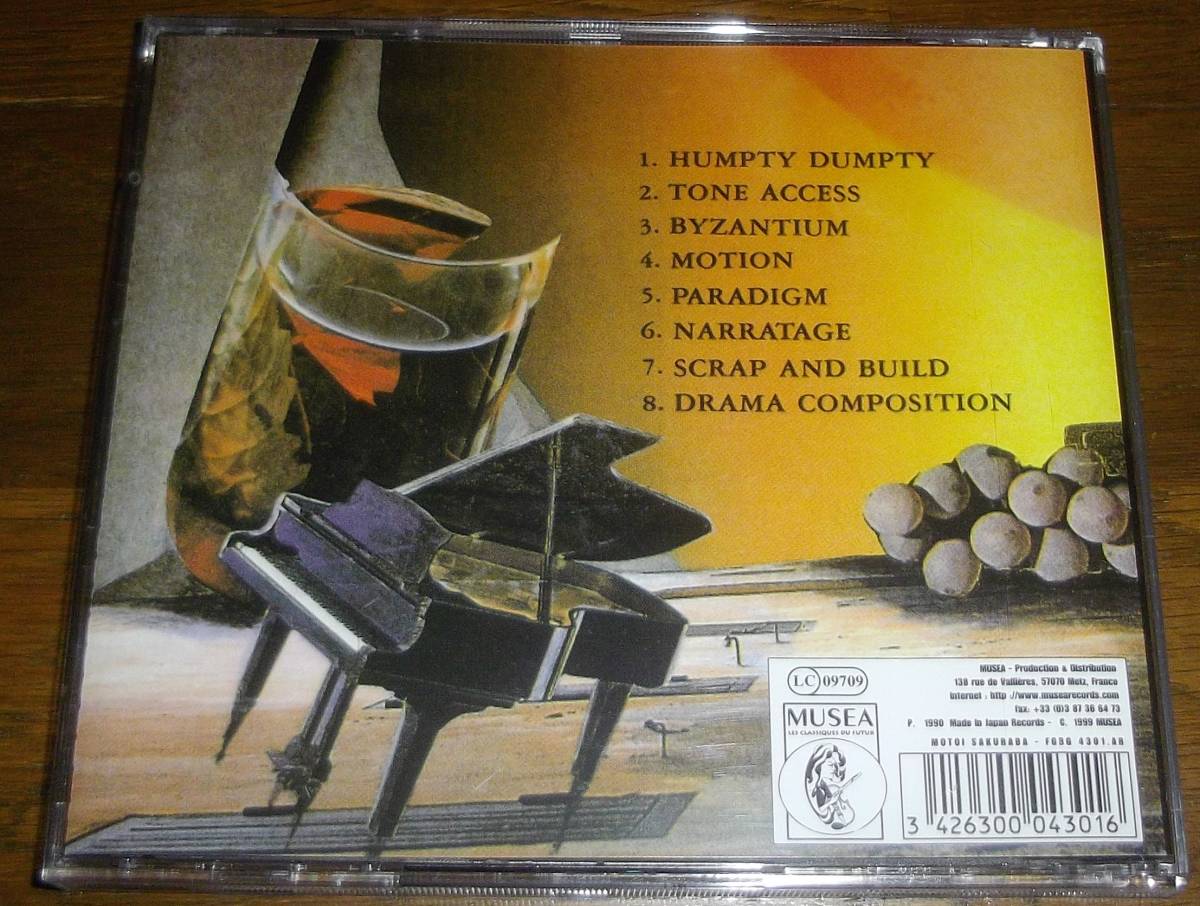 1. HUMPTY DUMPTY
2. TONE ACCESS
3. BYZANTIUM
4. MOTION
5. PARADIGM
6. NARRATAGE
7. SCRAP AND BUILD
8. DRAMA COMPOSITION
LC 09709
MUSEA
LES CLASSIQUES DU FUTUR
MUSEA - Production & Distribution
138 rue de Vallières, 57070 Metz, France
Internet : http ://www.musearecords.com
fax: +33 (0)3 87 36 64 73
P. 1990 Made in Japan Records - C. 1999 MUSEA
MOTOI SAKURABA - FGBG 4301.AR
3 426300 043016